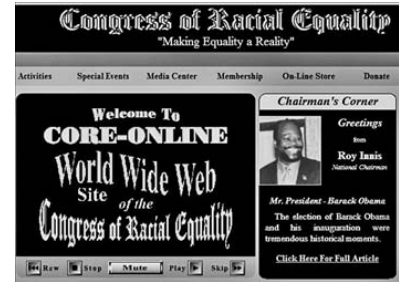 Congress of Racial Equality
"Making Equality a Reality"
Activities Special Events Media Center Membership On-Line Store Donate
Welcome To
CORE-ONLINE
World Wide Web
Site of the
Congress of Racial Equality
Rew Stop Mute Play Skip
Chairman's Corner
Greetings
from
Roy Innis
National Chairman
Mr. President - Barack Obama
The election of Barack Obama
and his inauguration were
tremendous historical moments.
Click Here For Full Article